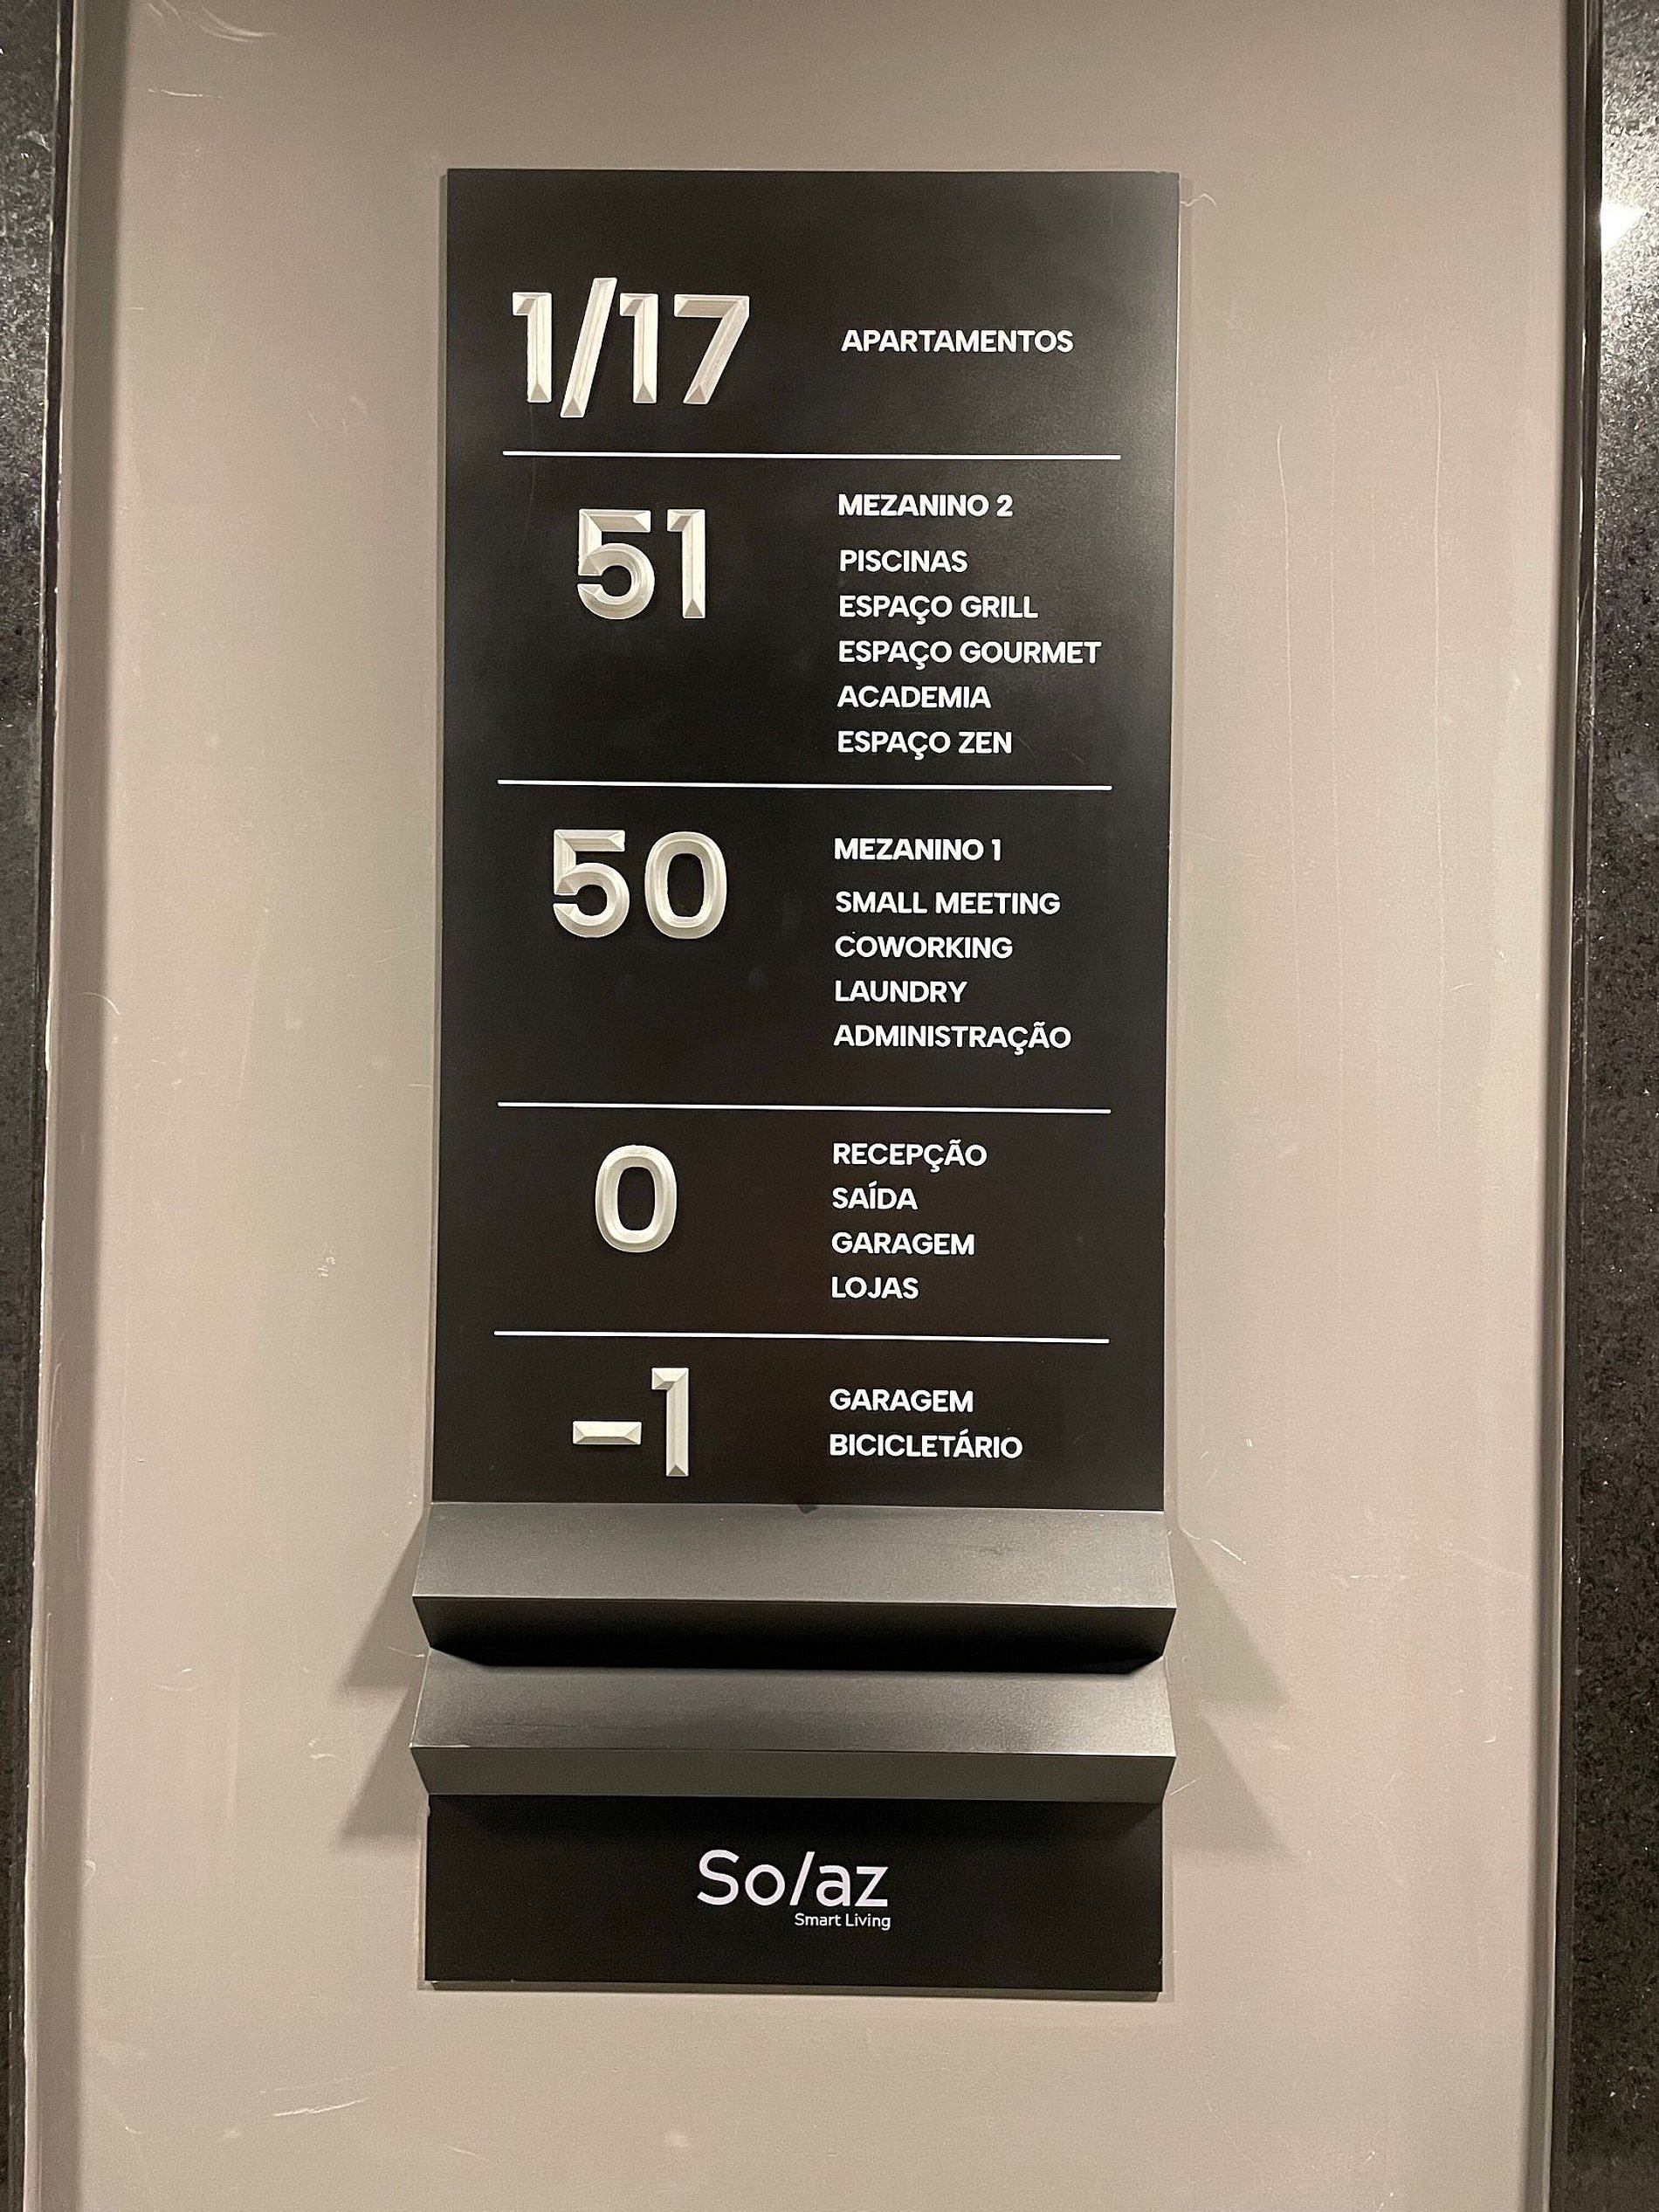 1/17 APARTAMENTOS
51 MEZANINO 2
PISCINAS
ESPAÇO GRILL
ESPAÇO GOURMET
ACADEMIA
ESPAÇO ZEN
50 MEZANINO 1
SMALL MEETING
COWORKING
LAUNDRY
ADMINISTRAÇÃO
0 RECEPÇÃO
SAÍDA
GARAGEM
LOJAS
-1 GARAGEM
BICICLETÁRIO
So/az
Smart Living